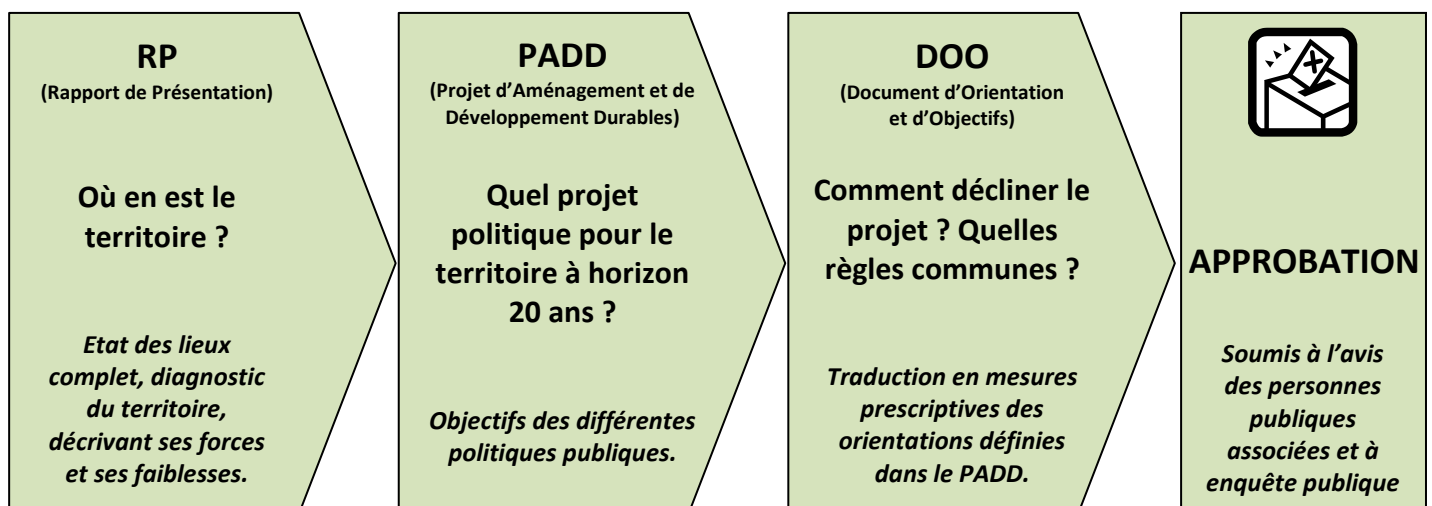 RP
(Rapport de Présentation)
Où en est le
territoire ?
Etat des lieux
complet, diagnostic
du territoire,
décrivant ses forces
et ses faiblesses.
PADD
(Projet d’Aménagement et de
Développement Durables)
Quel projet
politique pour le
territoire à horizon
20 ans ?
Objectifs des différentes
politiques publiques.
DOO
(Document d’Orientation
et d’Objectifs)
Comment décliner le
projet ? Quelles
règles communes ?
Traduction en mesures
prescriptives des
orientations définies
dans le PADD.
APPROBATION
Soumis à l’avis
des personnes
publiques
associées et à
enquête publique